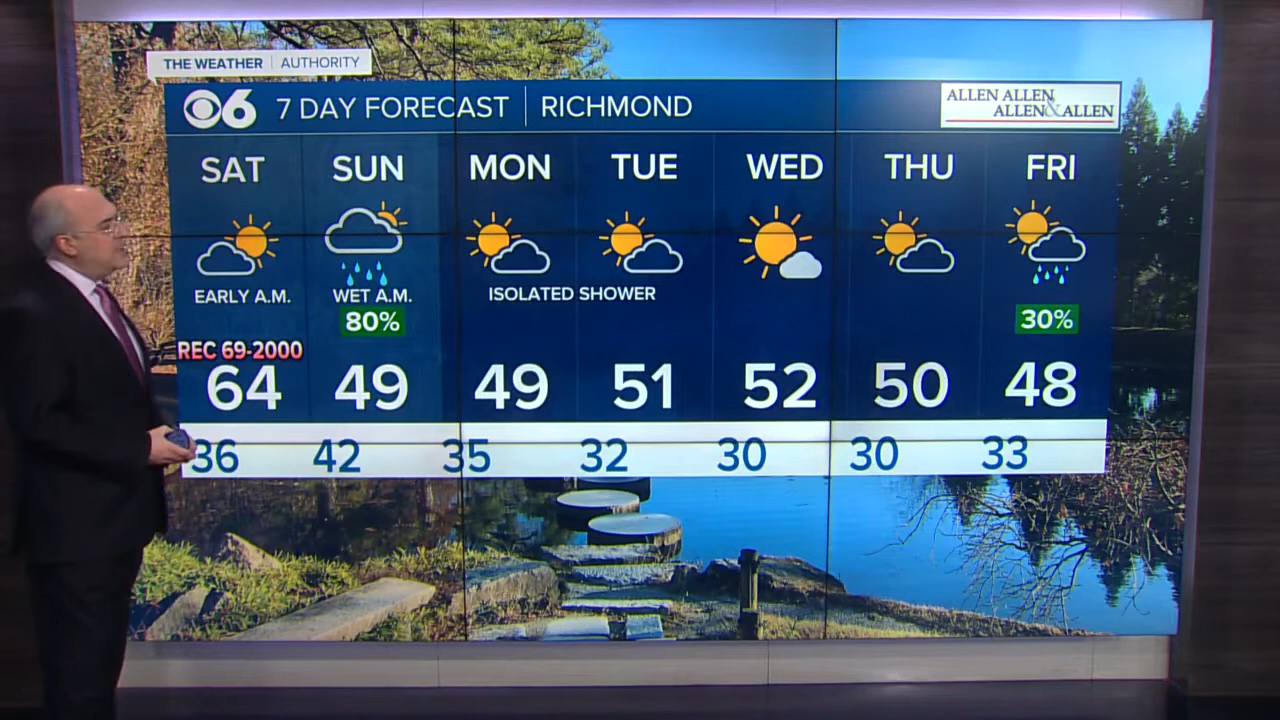 THE WEATHER | AUTHORITY
6 7 DAY FORECAST | RICHMOND
ALLEN ALLEN
ALLEN & ALLEN
SAT SUN MON TUE WED THU FRI
EARLY A.M. WET A.M. ISOLATED SHOWER
80% 30%
REC 69-2000
64 49 49 51 52 50 48
36 42 35 32 30 30 33